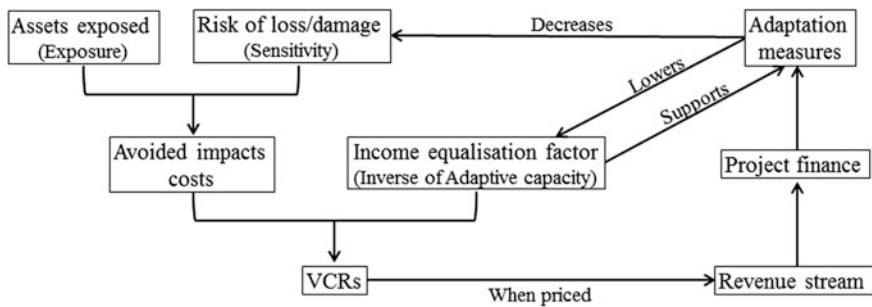 Assets exposed
(Exposure)
Risk of loss/damage
(Sensitivity)
Decreases
Adaptation
measures
Lowers
Supports
Avoided impacts
costs
Income equalisation factor
(Inverse of Adaptive capacity)
Project finance
VCRs
When priced
Revenue stream